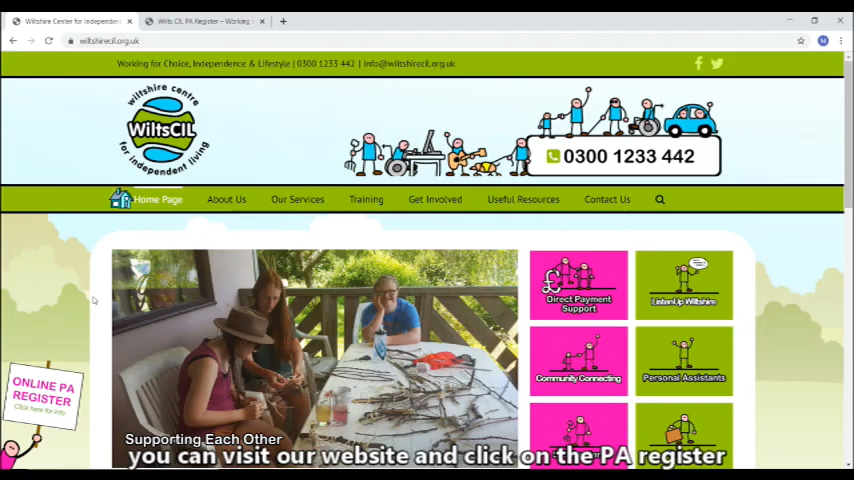 Wiltshire Center for Independen
Wilts CIL PA Register – Working
wiltshirecil.org.uk
Working for Choice, Independence & Lifestyle | 0300 1233 442 | info@wiltshirecil.org.uk
wiltshire centre
WiltsCIL
for independent living
0300 1233 442
Home Page
About Us
Our Services
Training
Get Involved
Useful Resources
Contact Us
Direct Payment
Support
ListenUp Wiltshire
Community Connecting
Personal Assistants
ONLINE PA
REGISTER
Click here for info
Supporting Each Other
you can visit our website and click on the PA register